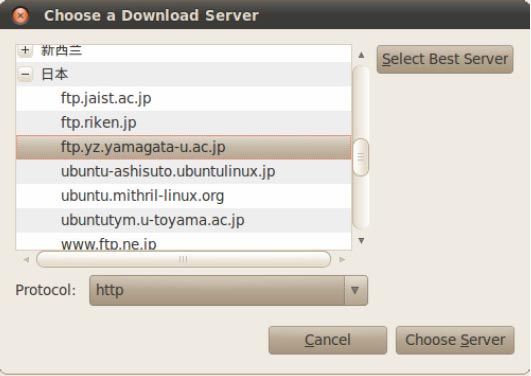 Choose a Download Server
新西兰
日本
ftp.jaist.ac.jp
ftp.riken.jp
ftp.yz.yamagata-u.ac.jp
ubuntu-ashisuto.ubuntulinux.jp
ubuntu.mithril-linux.org
ubuntutym.u-toyama.ac.jp
www.ftp.ne.jp
Select Best Server
Protocol: http
Cancel
Choose Server